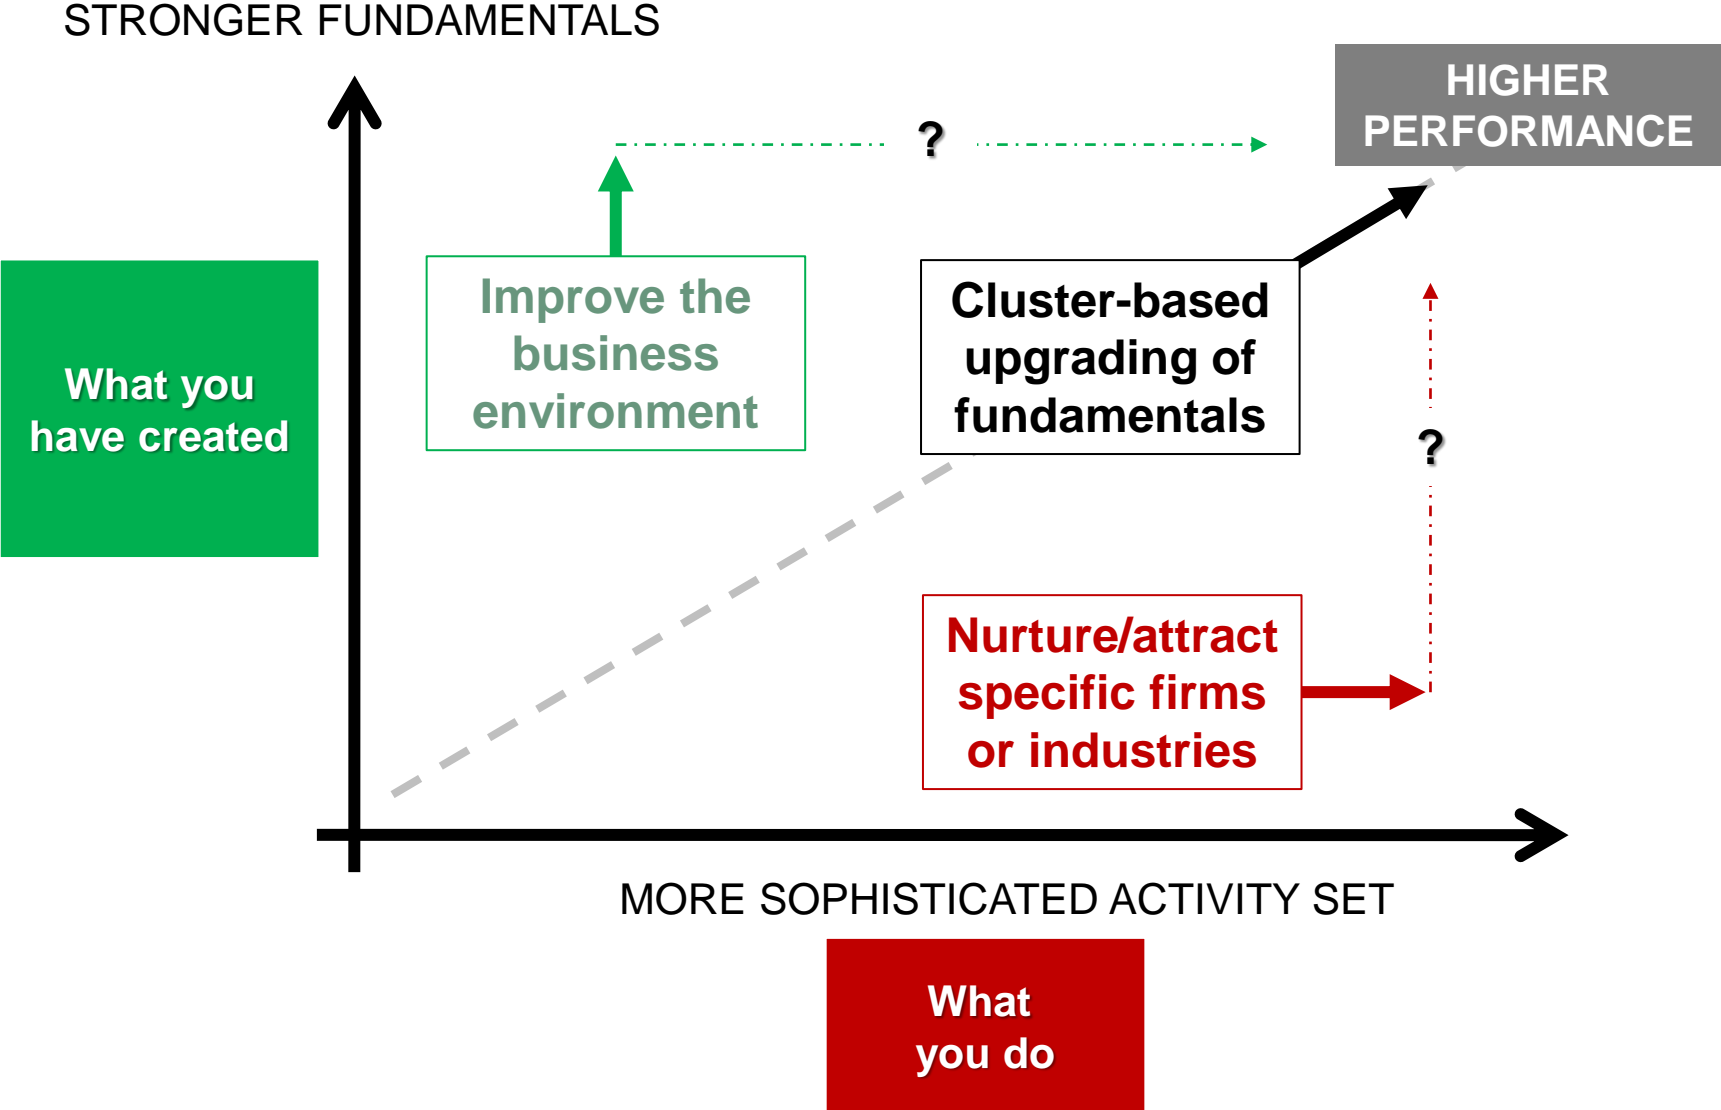 STRONGER FUNDAMENTALS
HIGHER
PERFORMANCE
?
Improve the
business
environment
Cluster-based
upgrading of
fundamentals
What you
have created
?
Nurture/attract
specific firms
or industries
MORE SOPHISTICATED ACTIVITY SET
What
you do